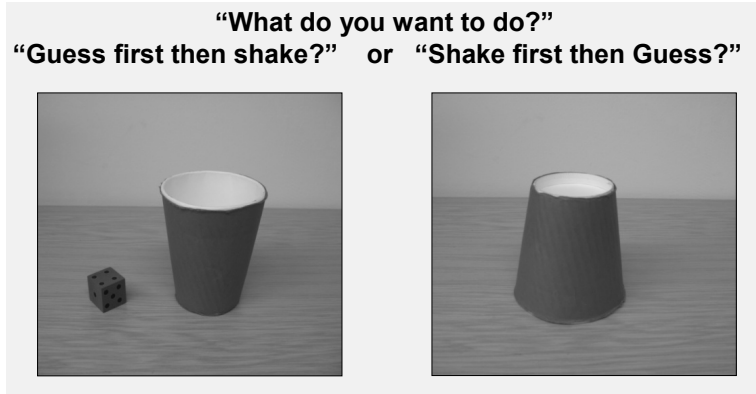 “What do you want to do?”
“Guess first then shake?” or “Shake first then Guess?”